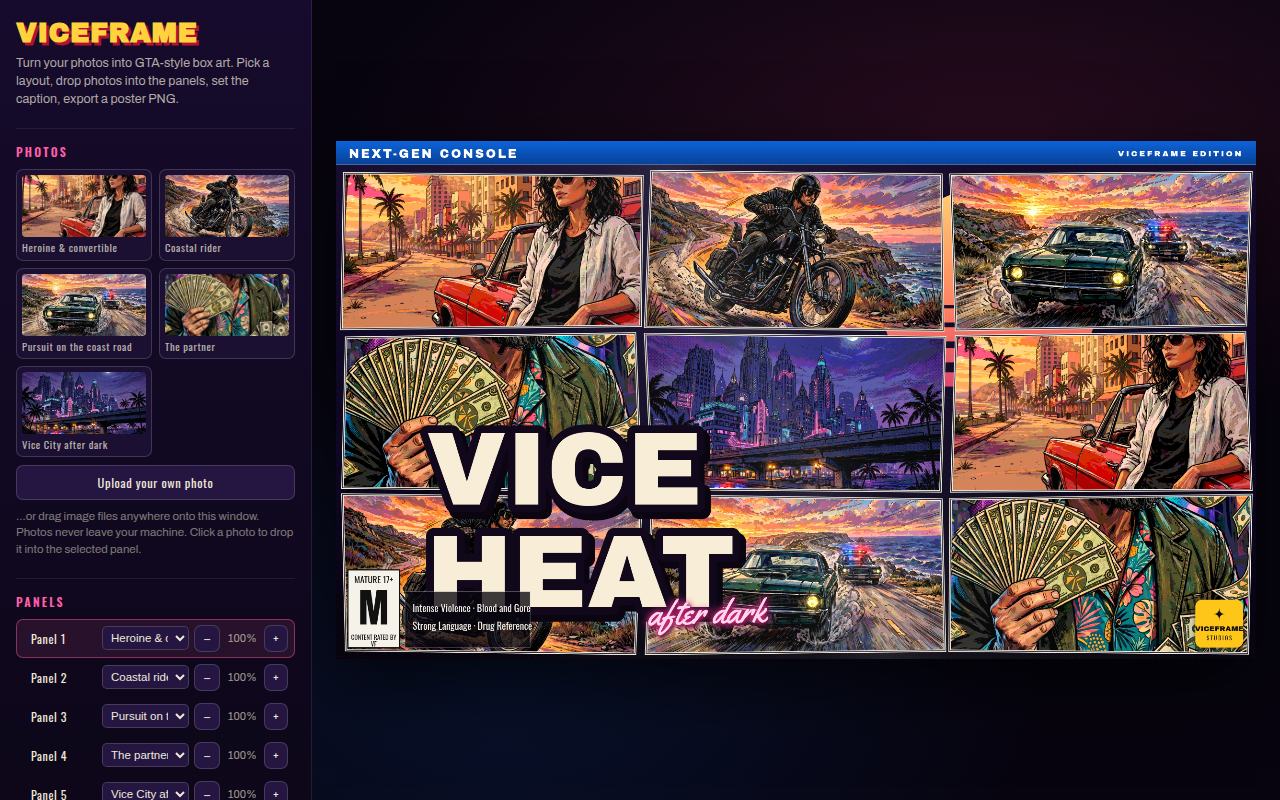 VICEFRAME
Turn your photos into GTA-style box art. Pick a
layout, drop photos into the panels, set the
caption, export a poster PNG.
PHOTOS
Heroine & convertible
Coastal rider
Pursuit on the coast road
The partner
Vice City after dark
Upload your own photo
...or drag image files anywhere onto this window.
Photos never leave your machine. Click a photo to drop
it into the selected panel.
PANELS
Panel 1 Heroine & c – 100% +
Panel 2 Coastal ride – 100% +
Panel 3 Pursuit on t – 100% +
Panel 4 The partner – 100% +
Panel 5 Vice City af – 100% +
NEXT-GEN CONSOLE
VICEFRAME EDITION
VICE
HEAT
after dark
MATURE 17+
M
CONTENT RATED BY
VF
Intense Violence · Blood and Gore
Strong Language · Drug Reference
VICEFRAME
STUDIOS